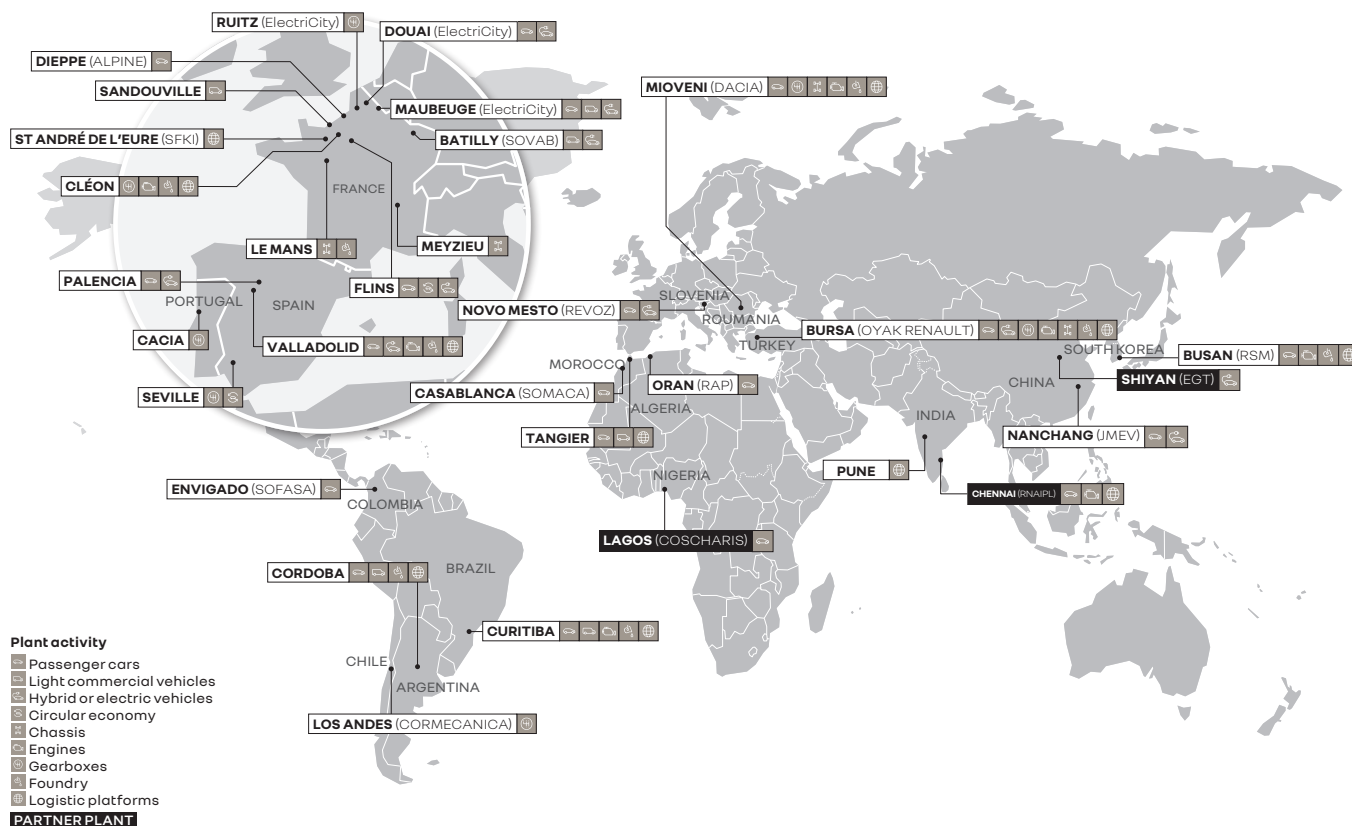 RUITZ (ElectriCity)
DOUAI (ElectriCity)
DIEPPE (ALPINE)
SANDOUVILLE
MAUBEUGE (ElectriCity)
MIOVENI (DACIA)
ST ANDRÉ DE L'EURE (SFKI)
BATILLY (SOVAB)
CLÉON
FRANCE
LE MANS
MEYZIEU
PALENCIA
FLINS
PORTUGAL
SPAIN
SLOVENIA
NOVO MESTO (REVOZ)
ROUMANIA
BURSA (OYAK RENAULT)
CACIA
VALLADOLID
TURKEY
SOUTH KOREA
BUSAN (RSM)
MOROCCO
SHIYAN (EGT)
CHINA
SEVILLE
CASABLANCA (SOMACA)
ORAN (RAP)
ALGERIA
INDIA
TANGIER
NANCHANG (JMEV)
PUNE
NIGERIA
ENVIGADO (SOFASA)
CHENNAI (RNAIPL)
COLOMBIA
LAGOS (COSCHARIS)
CORDOBA
BRAZIL
CURITIBA
CHILE
ARGENTINA
LOS ANDES (CORMECANICA)
Plant activity
Passenger cars
Light commercial vehicles
Hybrid or electric vehicles
Circular economy
Chassis
Engines
Gearboxes
Foundry
Logistic platforms
PARTNER PLANT